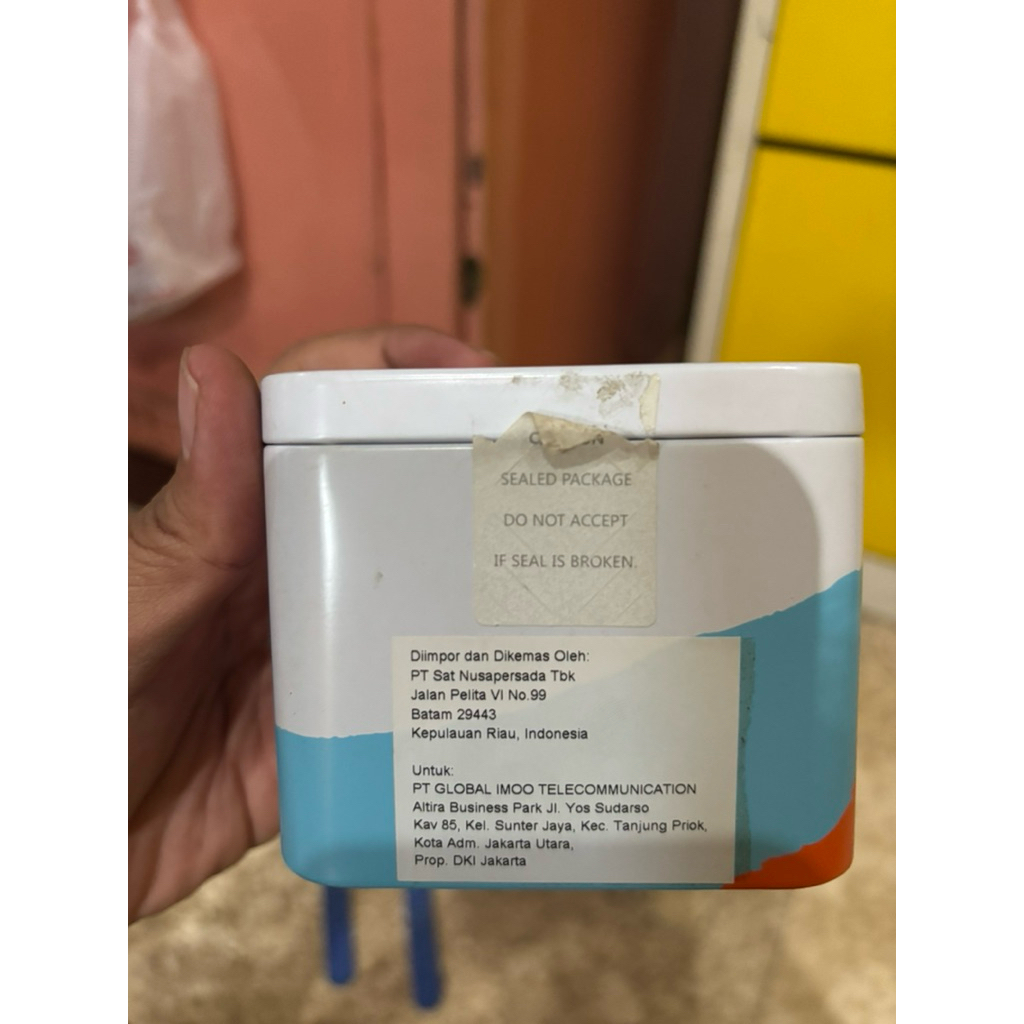 SEALED PACKAGE
DO NOT ACCEPT
IF SEAL IS BROKEN.
Diimpor dan Dikemas Oleh:
PT Sat Nusapersada Tbk
Jalan Pelita VI No.99
Batam 29443
Kepulauan Riau, Indonesia
Untuk:
PT GLOBAL IMOO TELECOMMUNICATION
Altira Business Park Jl. Yos Sudarso
Kav 85, Kel. Sunter Jaya, Kec. Tanjung Priok,
Kota Adm. Jakarta Utara,
Prop. DKI Jakarta